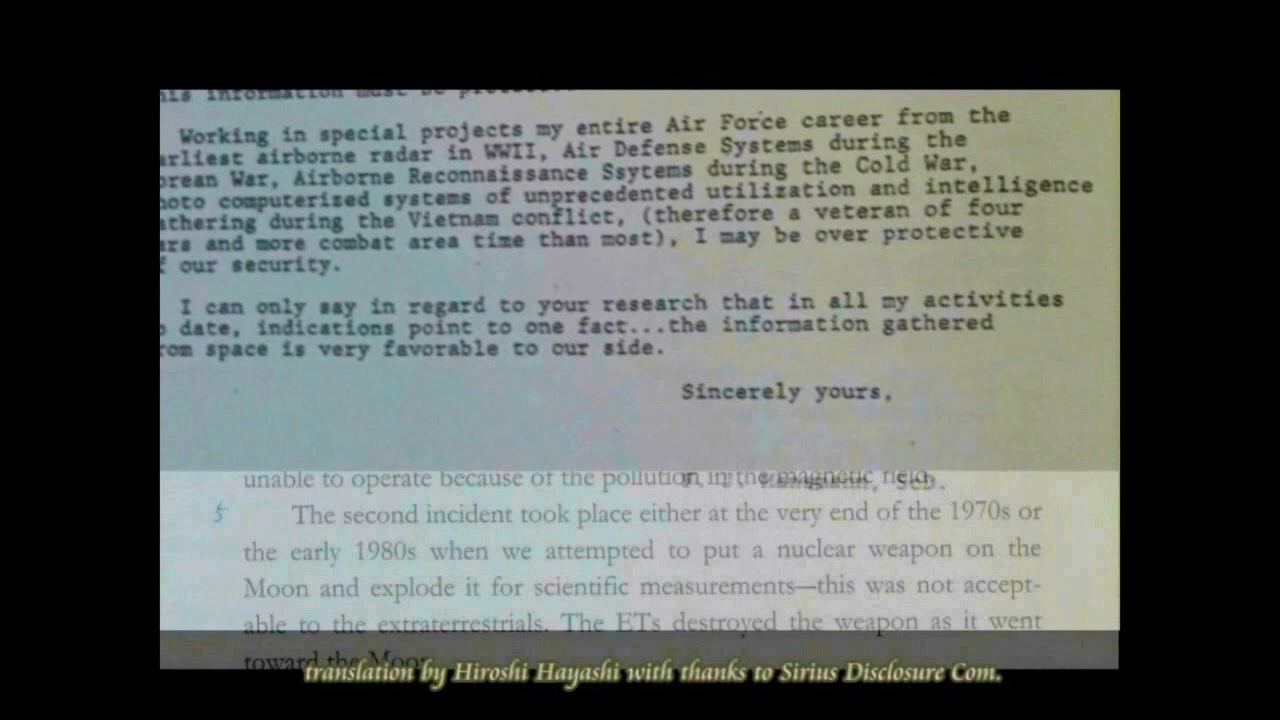 his information must be
Working in special projects my entire Air Force career from the
arliest airborne radar in WWII, Air Defense Systems during the
orean War, Airborne Reconnaissance Ssytems during the Cold War,
hoto computerized systems of unprecedented utilization and intelligence
athering during the Vietnam conflict, (therefore a veteran of four
ars and more combat area time than most), I may be over protective
f our security.
I can only say in regard to your research that in all my activities
o date, indications point to one fact...the information gathered
rom space is very favorable to our side.
Sincerely yours,
unable to operate because of the pollution in the magnetic field.
ScD.
5 The second incident took place either at the very end of the 1970s or
the early 1980s when we attempted to put a nuclear weapon on the
Moon and explode it for scientific measurements—this was not accept-
able to the extraterrestrials. The ETs destroyed the weapon as it went
toward the Moon.
translation by Hiroshi Hayashi with thanks to Sirius Disclosure Com.